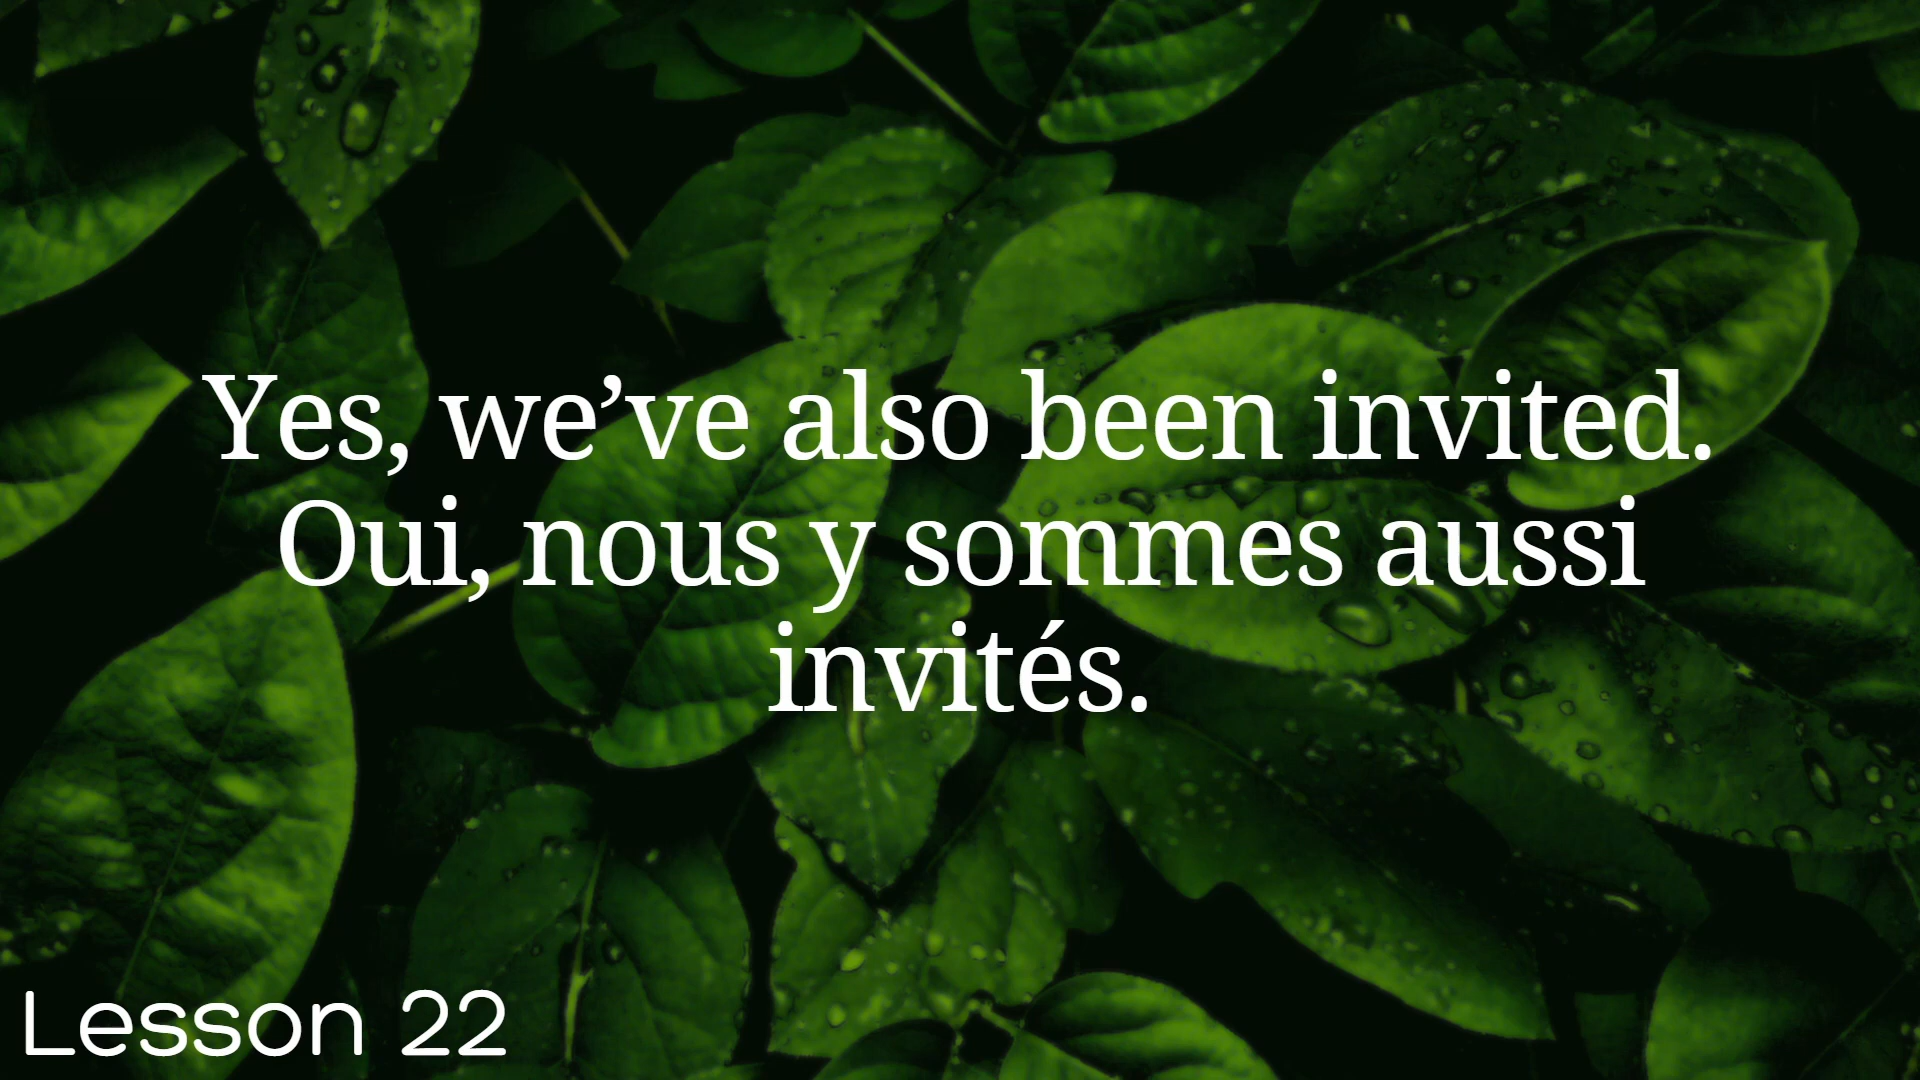 Yes, we’ve also been invited.
Oui, nous y sommes aussi
invités.
Lesson 22